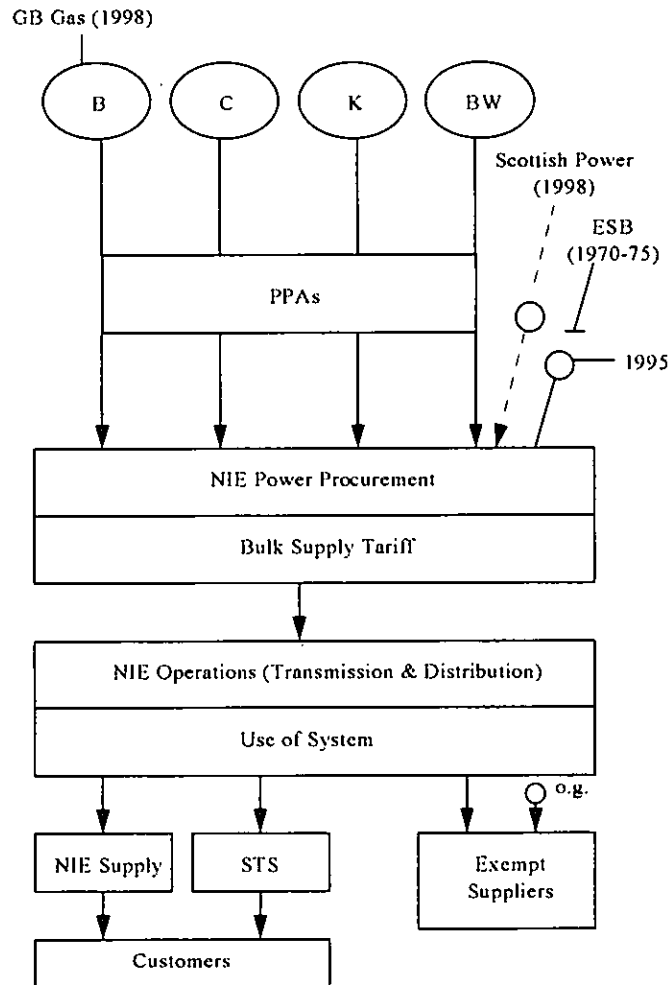 GB Gas (1998)
B
C
K
BW
Scottish Power
(1998)
ESB
(1970-75)
PPAs
1995
NIE Power Procurement
Bulk Supply Tariff
NIE Operations (Transmission & Distribution)
Use of System
o.g.
NIE Supply
STS
Exempt
Suppliers
Customers